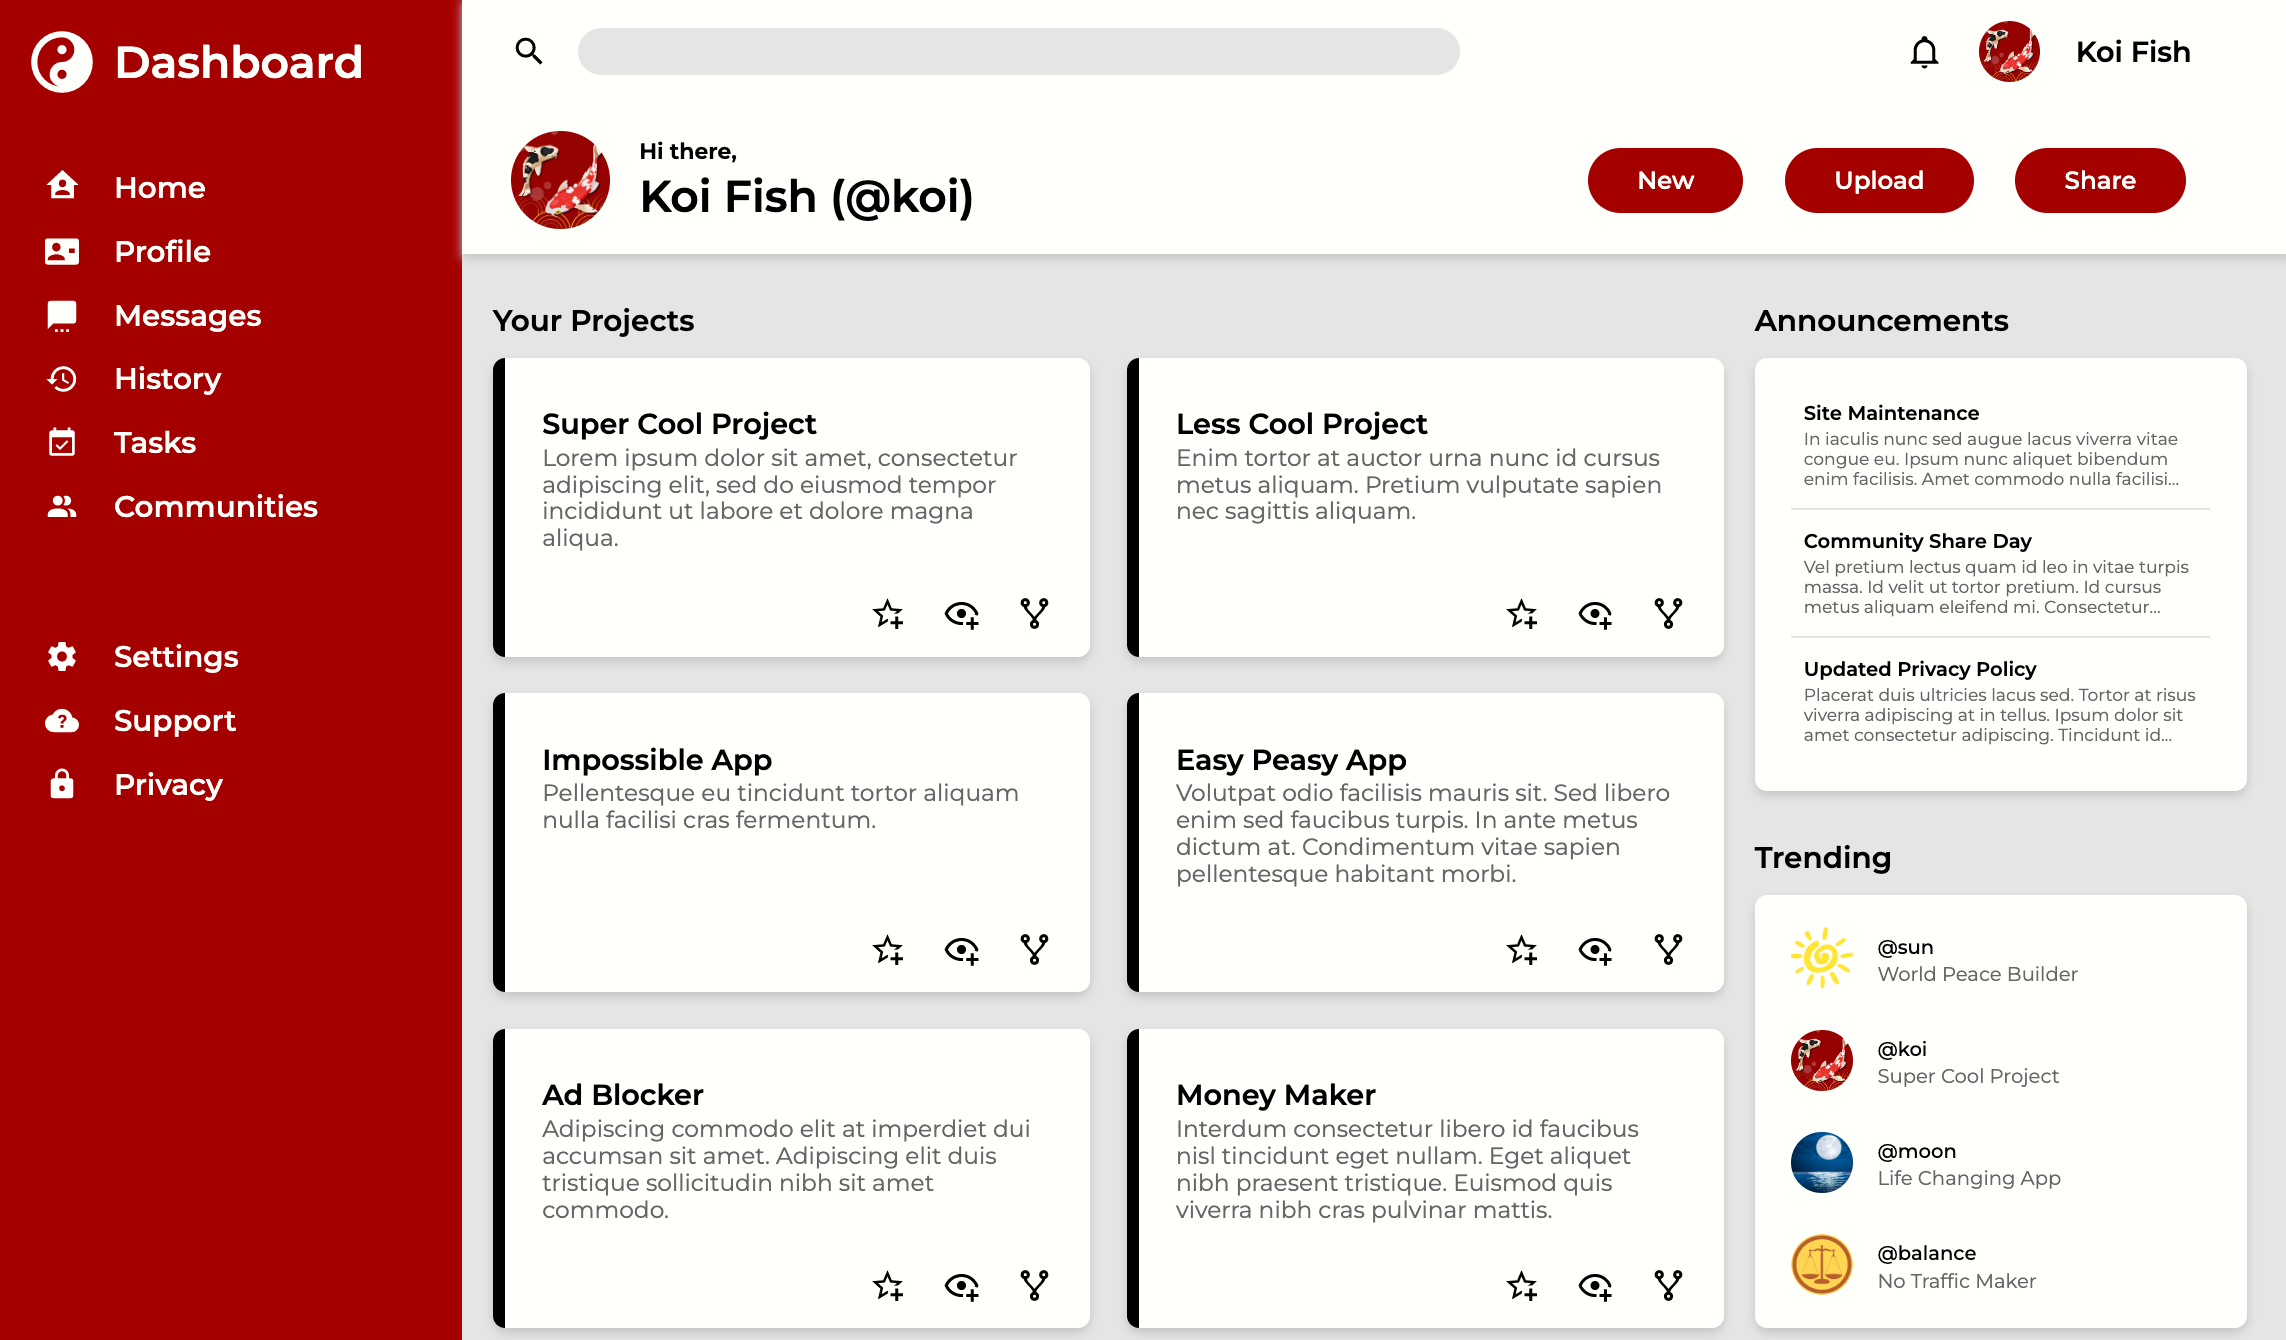 Dashboard
Home
Profile
Messages
History
Tasks
Communities
Settings
Support
Privacy
Koi Fish
Hi there,
Koi Fish (@koi)
New
Upload
Share
Your Projects
Super Cool Project
Lorem ipsum dolor sit amet, consectetur
adipiscing elit, sed do eiusmod tempor
incididunt ut labore et dolore magna
aliqua.
Less Cool Project
Enim tortor at auctor urna nunc id cursus
metus aliquam. Pretium vulputate sapien
nec sagittis aliquam.
Impossible App
Pellentesque eu tincidunt tortor aliquam
nulla facilisi cras fermentum.
Easy Peasy App
Volutpat odio facilisis mauris sit. Sed libero
enim sed faucibus turpis. In ante metus
dictum at. Condimentum vitae sapien
pellentesque habitant morbi.
Ad Blocker
Adipiscing commodo elit at imperdiet dui
accumsan sit amet. Adipiscing elit duis
tristique sollicitudin nibh sit amet
commodo.
Money Maker
Interdum consectetur libero id faucibus
nisl tincidunt eget nullam. Eget aliquet
nibh praesent tristique. Euismod quis
viverra nibh cras pulvinar mattis.
Announcements
Site Maintenance
In iaculis nunc sed augue lacus viverra vitae
congue eu. Ipsum nunc aliquet bibendum
enim facilisis. Amet commodo nulla facilisi...
Community Share Day
Vel pretium lectus quam id leo in vitae turpis
massa. Id velit ut tortor pretium. Id cursus
metus aliquam eleifend mi. Consectetur...
Updated Privacy Policy
Placerat duis ultricies lacus sed. Tortor at risus
viverra adipiscing at in tellus. Ipsum dolor sit
amet consectetur adipiscing. Tincidunt id...
Trending
@sun
World Peace Builder
@koi
Super Cool Project
@moon
Life Changing App
@balance
No Traffic Maker